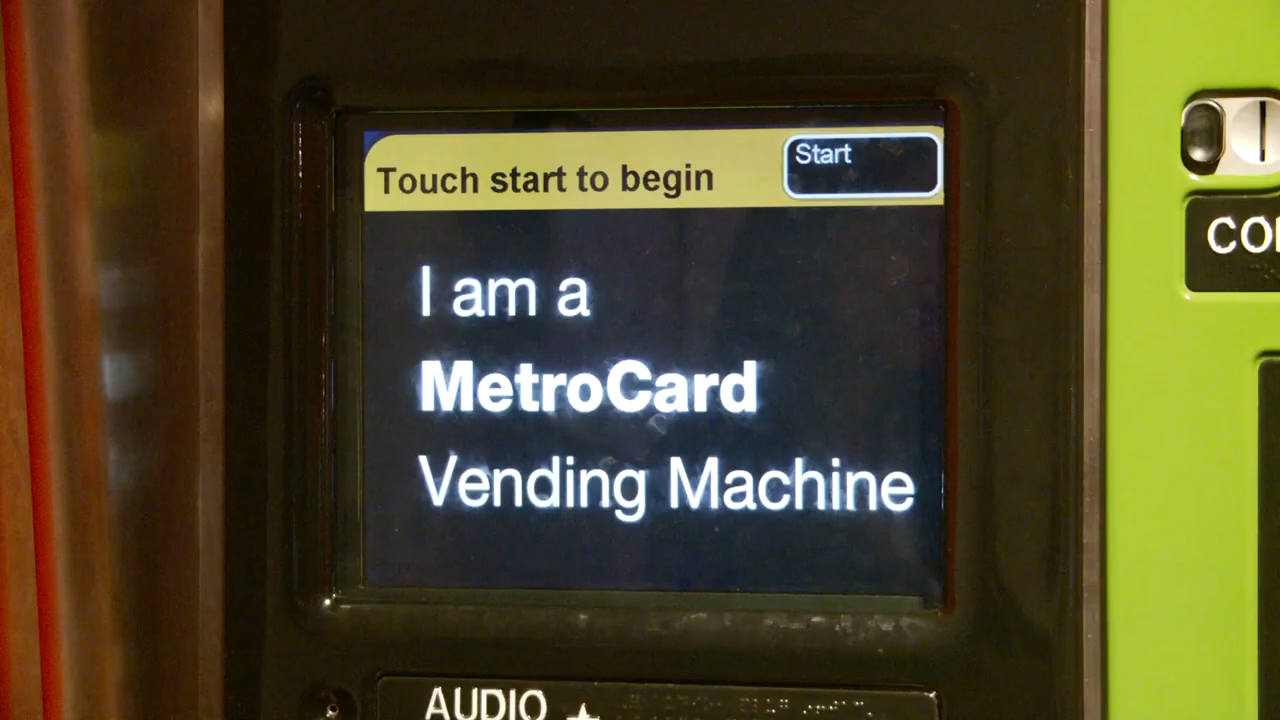 Touch start to begin
Start
I am a
MetroCard
Vending Machine
AUDIO